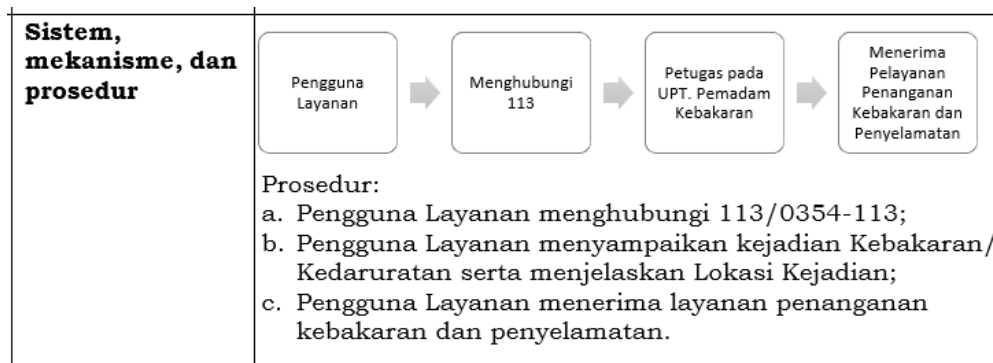 Sistem,
mekanisme, dan
prosedur
Pengguna
Layanan
Menghubungi
113
Petugas pada
UPT. Pemadam
Kebakaran
Menerima
Pelayanan
Penanganan
Kebakaran dan
Penyelamatan
Prosedur:
a. Pengguna Layanan menghubungi 113/0354-113;
b. Pengguna Layanan menyampaikan kejadian Kebakaran/
Kedaruratan serta menjelaskan Lokasi Kejadian;
c. Pengguna Layanan menerima layanan penanganan
kebakaran dan penyelamatan.